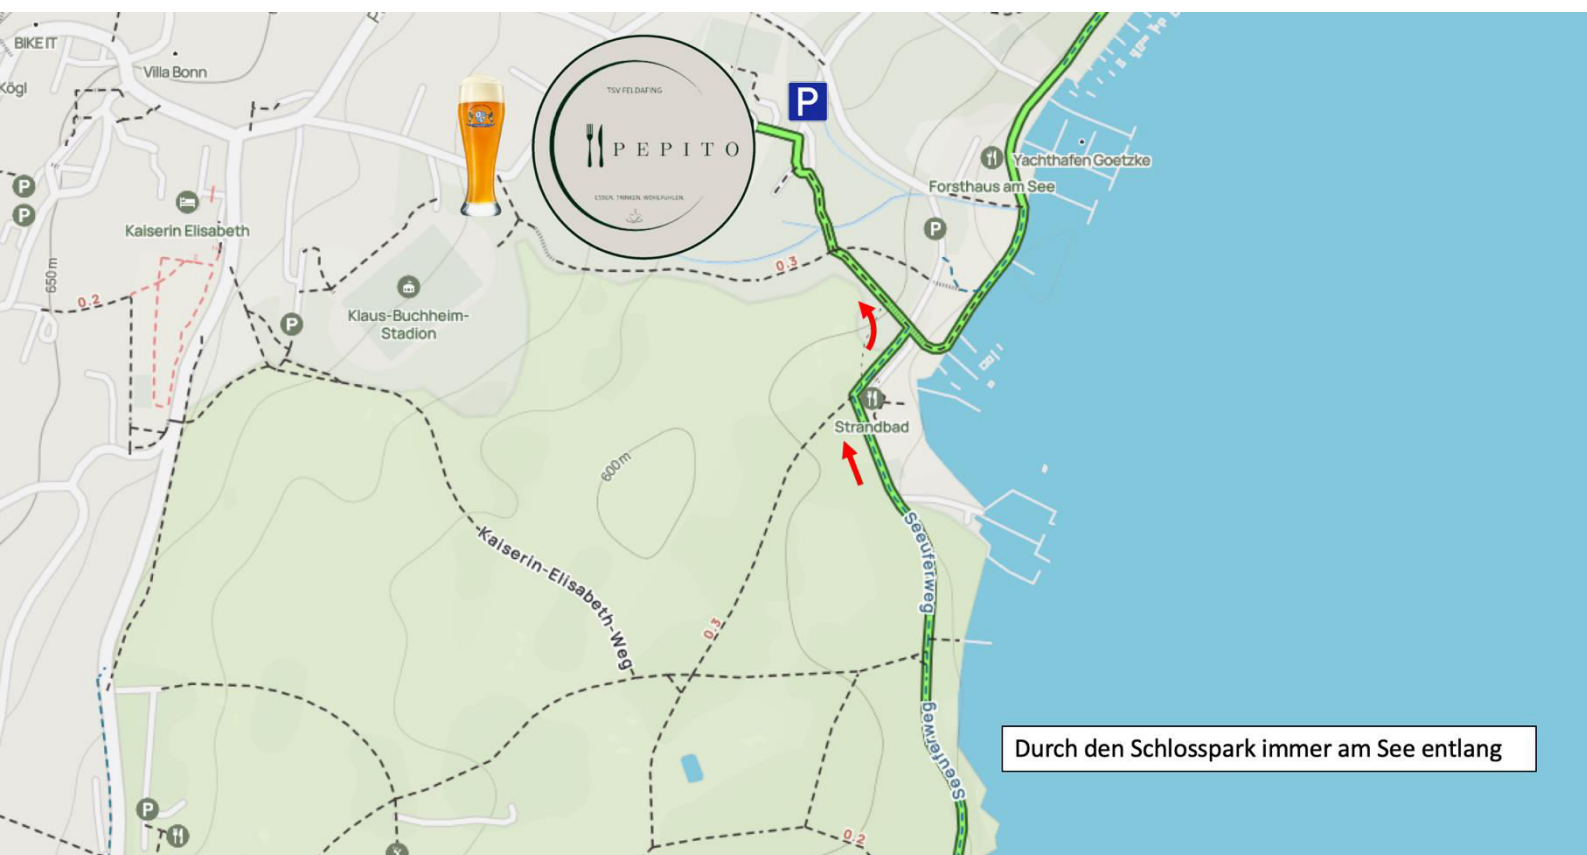 BIKE IT
Kögl
Villa Bonn
P
TSV FELDAFING
PEPITO
ESSEN. TRINKEN. WOHLFÜHLEN.
P
Yachthafen Goetzke
Forsthaus am See
P
P
P
Kaiserin Elisabeth
650 m
0.2
0.3
Klaus-Buchheim-
Stadion
P
Strandbad
600 m
Seeuferweg
Kaiserin-Elisabeth-Weg
0.3
Seeuferweg
Durch den Schlosspark immer am See entlang
P
0.2